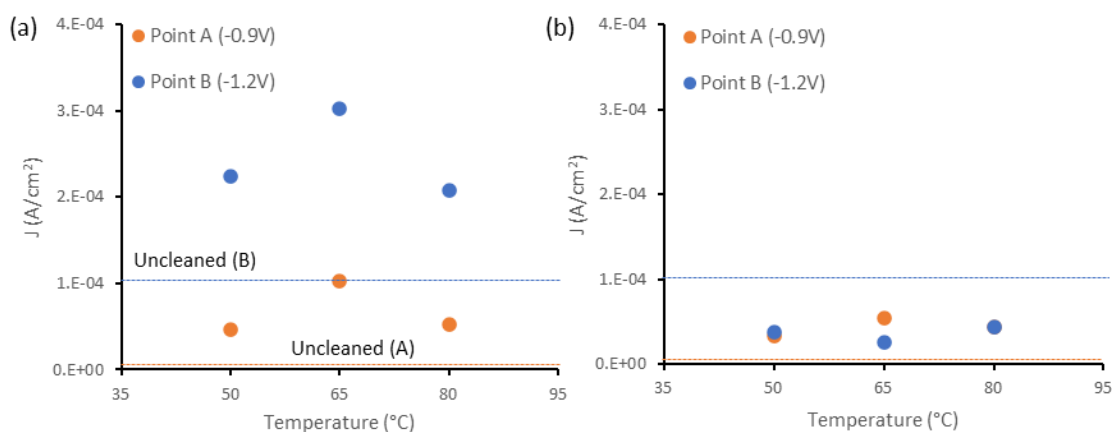 (a)
4.E-04
Point A (-0.9V)
Point B (-1.2V)
3.E-04
J (A/cm²)
2.E-04
Uncleaned (B)
1.E-04
Uncleaned (A)
0.E+00
35 50 65 80 95
Temperature (°C)
(b)
4.E-04
Point A (-0.9V)
Point B (-1.2V)
3.E-04
J (A/cm²)
2.E-04
1.E-04
0.E+00
35 50 65 80 95
Temperature (°C)